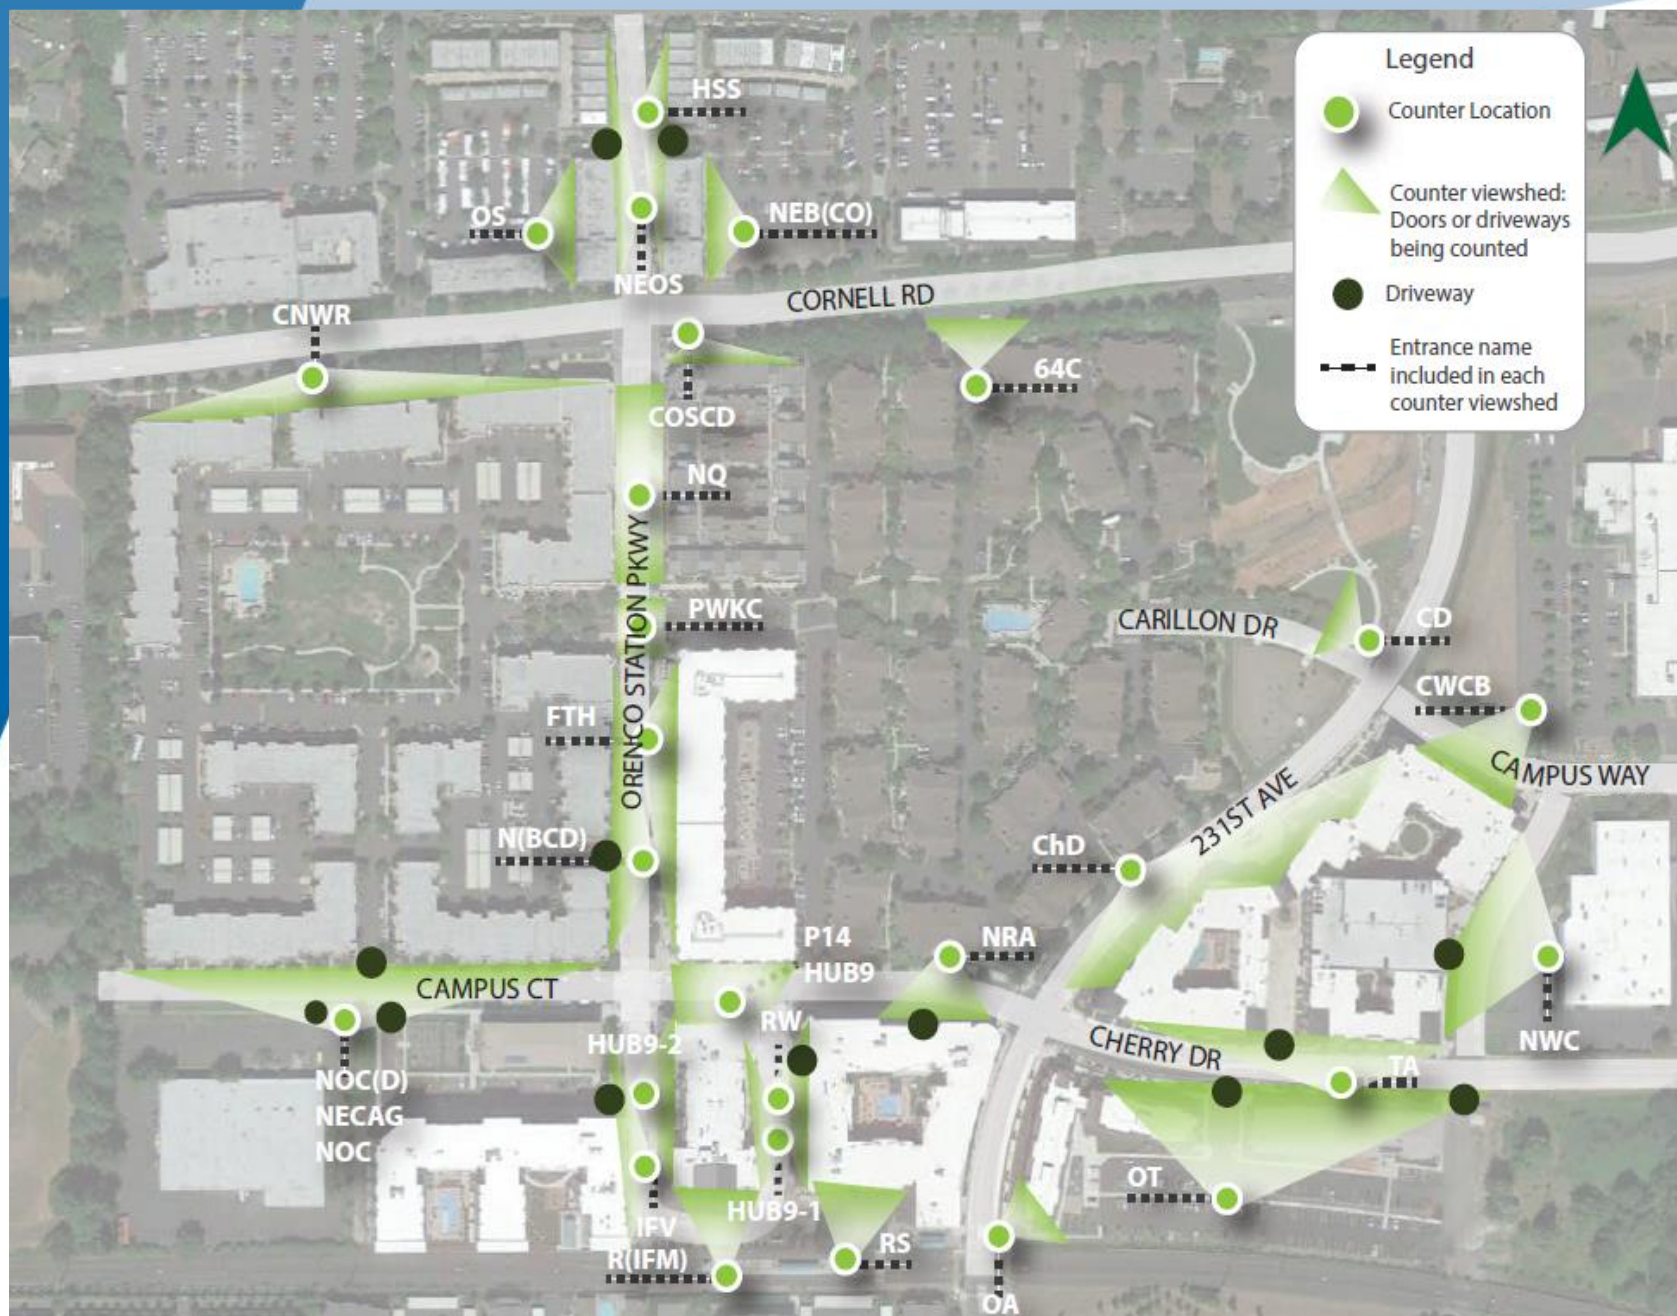 Legend
Counter Location
Counter viewshed:
Doors or driveways
being counted
Driveway
Entrance name
included in each
counter viewshed
HSS
OS
NEB(CO)
NEOS
CORNELL RD
CNWR
64C
COSCD
NQ
ORENCO STATION PKWY
PWKC
CARILLON DR
CD
CWCB
FTH
CAMPUS WAY
231ST AVE
N(BCD)
ChD
P14
HUB9
NRA
CAMPUS CT
RW
HUB9-2
CHERRY DR
NWC
TA
NOC(D)
NECAG
NOC
OT
HUB9-1
IFV
R(IFM)
RS
OA